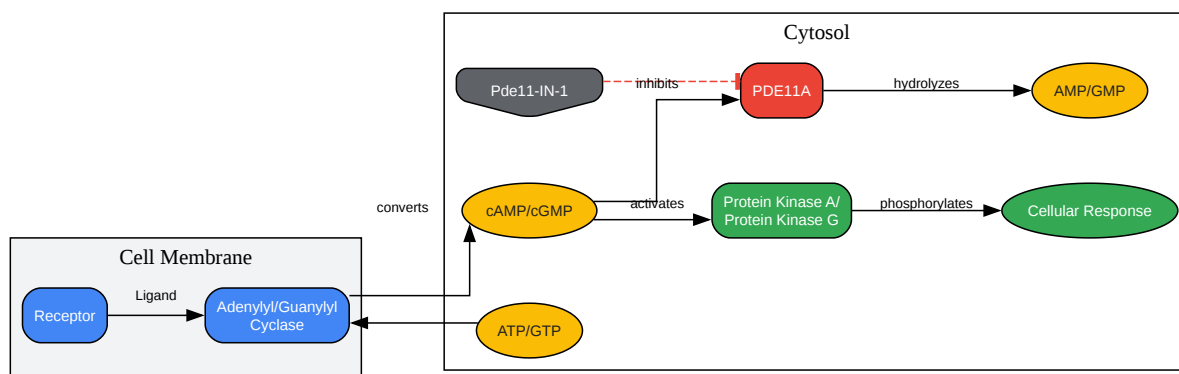 Cytosol
Pde11-IN-1
inhibits
PDE11A
hydrolyzes
AMP/GMP
converts
cAMP/cGMP
activates
Protein Kinase A/
Protein Kinase G
phosphorylates
Cellular Response
Cell Membrane
Receptor
Ligand
Adenylyl/Guanylyl
Cyclase
ATP/GTP